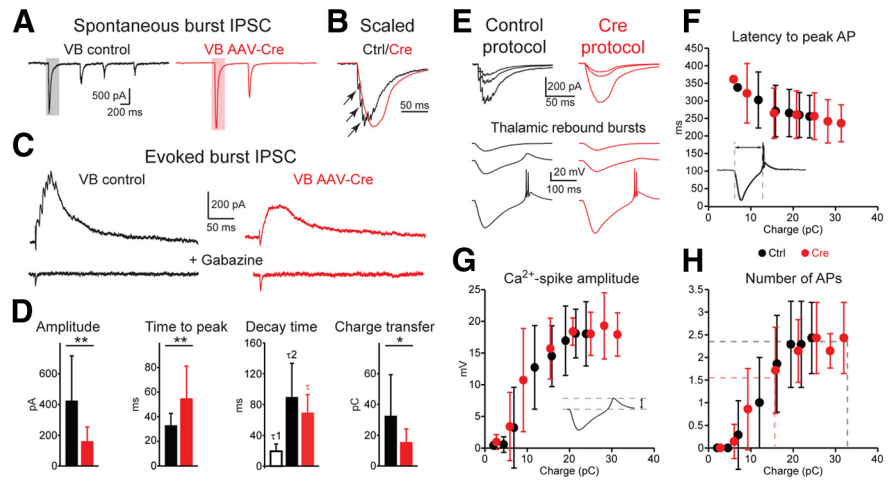 A
Spontaneous burst IPSC
VB control
VB AAV-Cre
500 pA
200 ms
B
Scaled
Ctrl/Cre
50 ms
C
Evoked burst IPSC
VB control
VB AAV-Cre
200 pA
50 ms
+ Gabazine
D
Amplitude
**
600
400
200
0
pA
Time to peak
**
100
80
60
40
20
0
ms
Decay time
τ2
τ
τ1
150
120
90
60
30
0
ms
Charge transfer
*
80
60
40
20
0
pC
E
Control
protocol
Cre
protocol
200 pA
50 ms
Thalamic rebound bursts
20 mV
100 ms
F
Latency to peak AP
450
400
350
300
250
200
150
100
50
0
ms
0
10
20
30
40
Charge (pC)
Ctrl
Cre
G
Ca²⁺-spike amplitude
25
20
15
10
5
0
mV
0
10
20
30
40
Charge (pC)
H
Number of APs
3.5
3
2.5
2
1.5
1
0.5
0
0
10
20
30
40
Charge (pC)